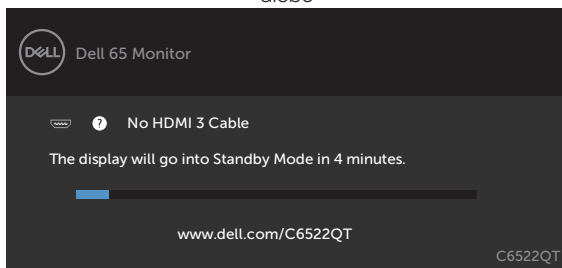 alebo
DELL
Dell 65 Monitor
? No HDMI 3 Cable
The display will go into Standby Mode in 4 minutes.
www.dell.com/C6522QT
C6522QT